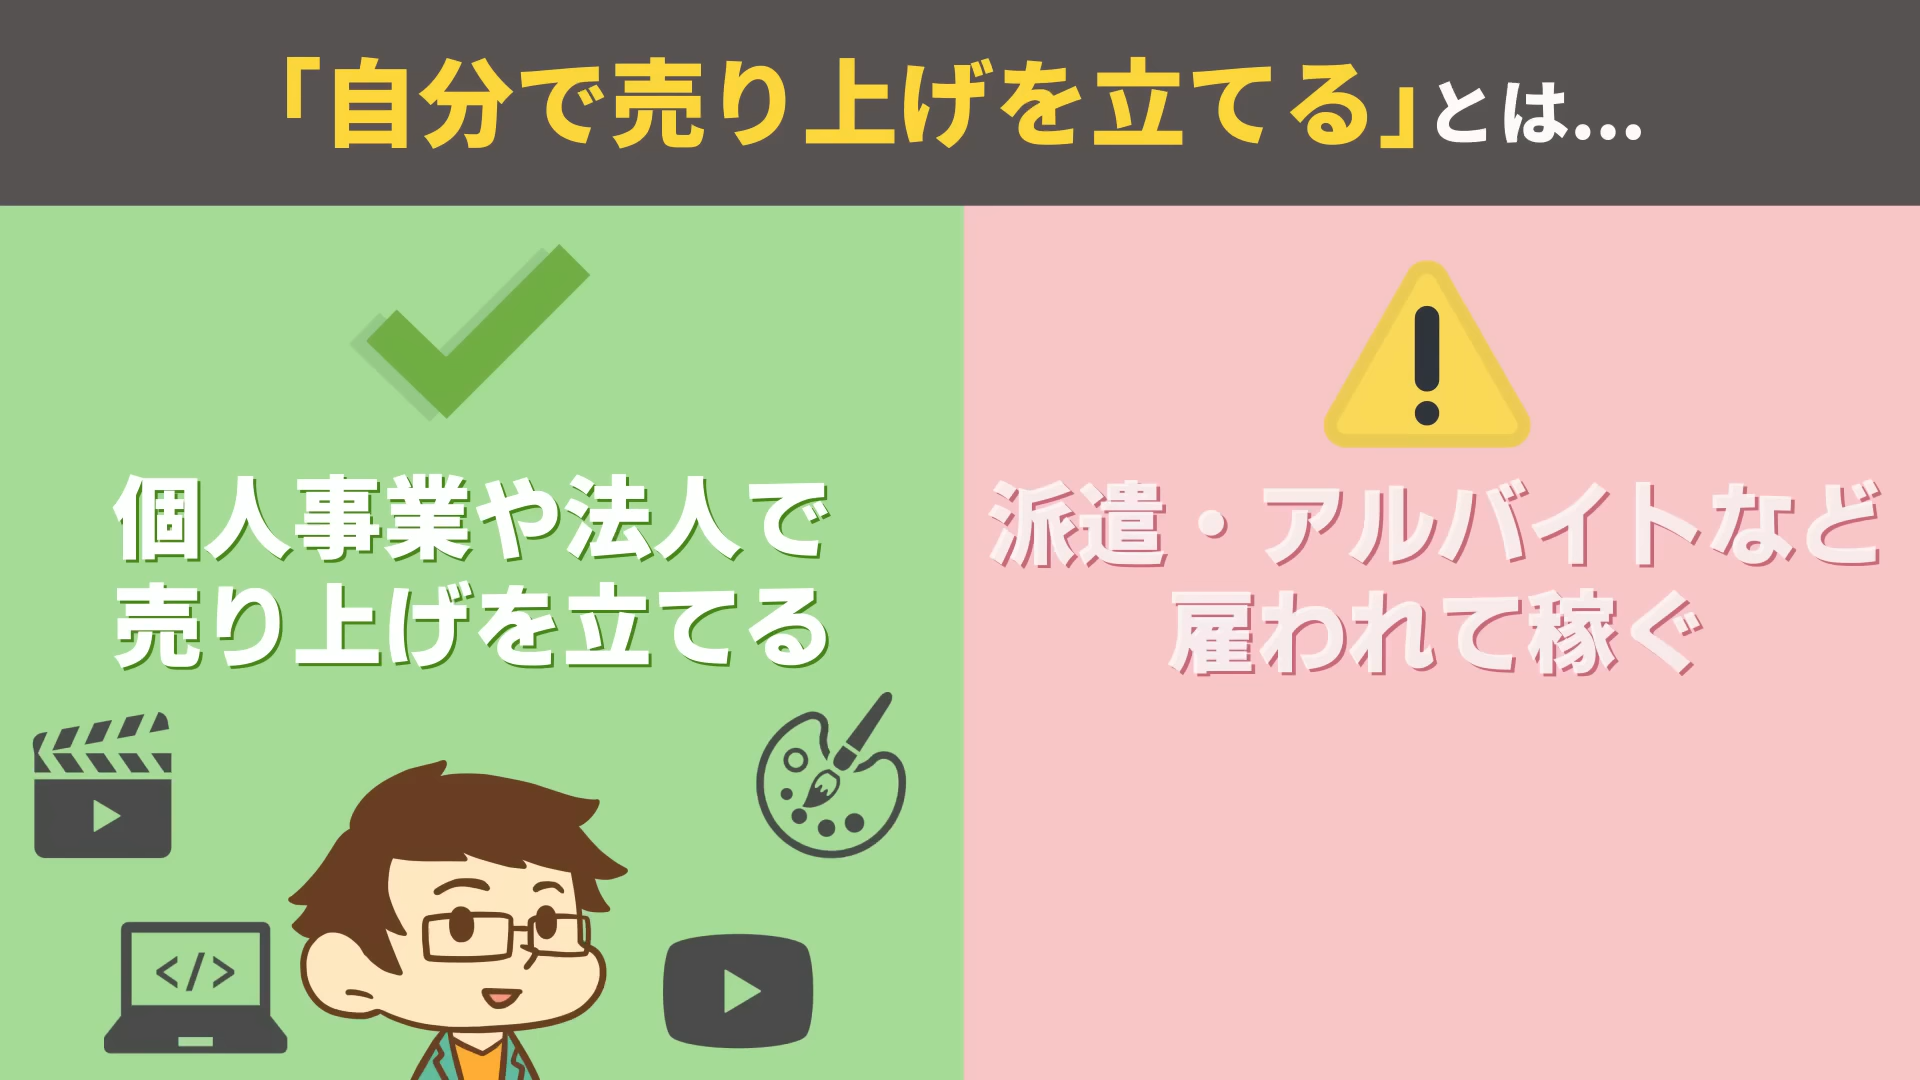 「自分で売り上げを立てる」とは…
個人事業や法人で
売り上げを立てる
派遣・アルバイトなど
雇われて稼ぐ
</>